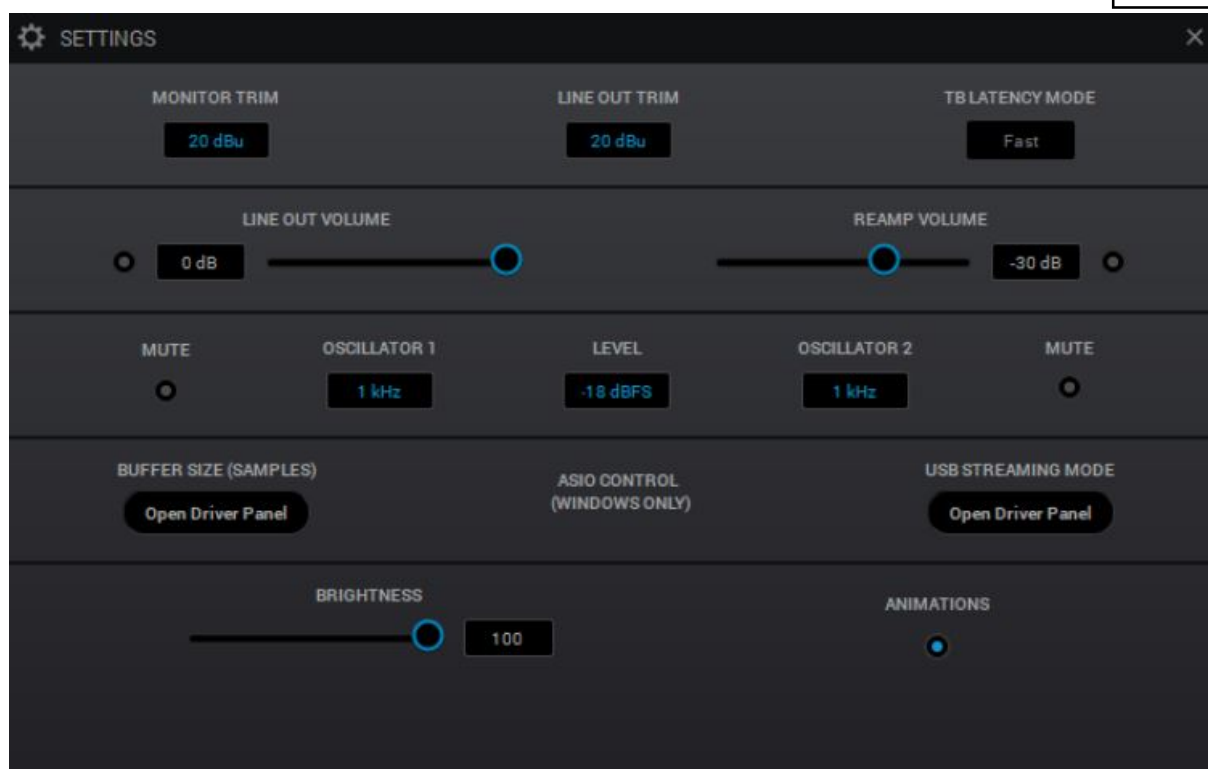 SETTINGS
MONITOR TRIM LINE OUT TRIM TB LATENCY MODE
20 dBu 20 dBu Fast
LINE OUT VOLUME REAMP VOLUME
0 dB -30 dB
MUTE OSCILLATOR 1 LEVEL OSCILLATOR 2 MUTE
1 kHz -18 dBFS 1 kHz
BUFFER SIZE (SAMPLES) ASIO CONTROL USB STREAMING MODE
(WINDOWS ONLY)
Open Driver Panel Open Driver Panel
BRIGHTNESS ANIMATIONS
100